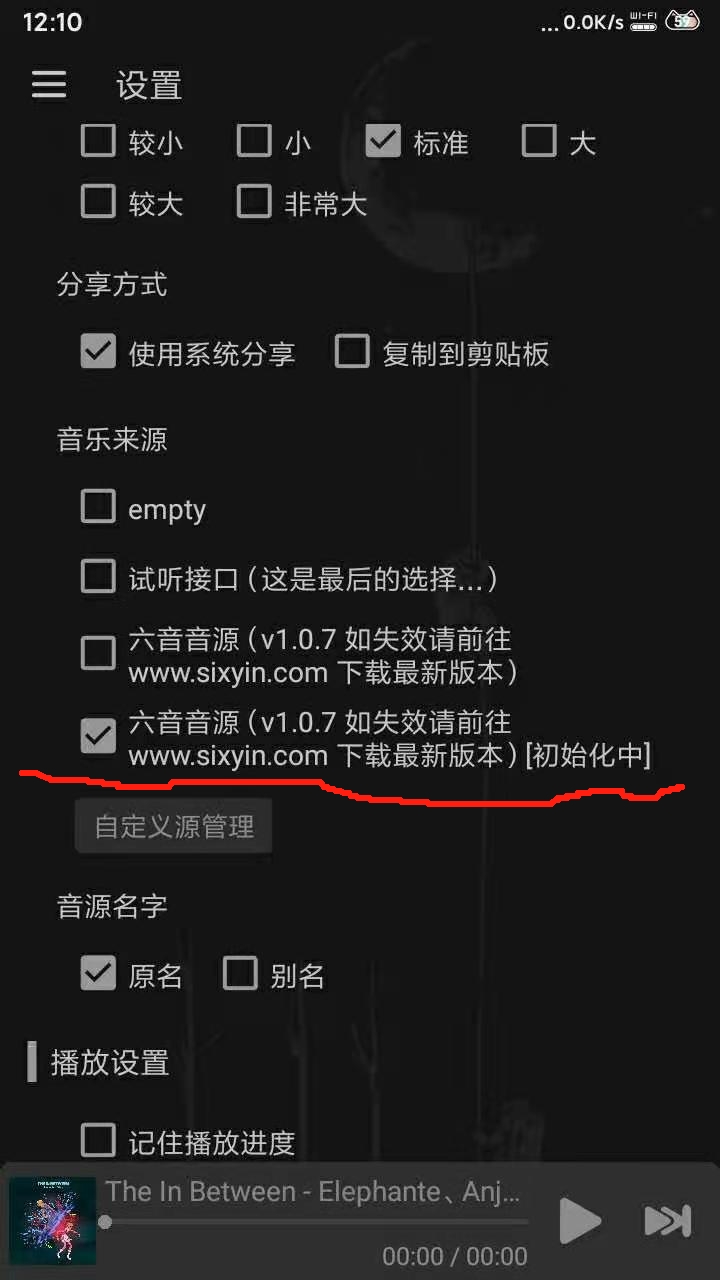 12:10
... 0.0K/s WI-FI 59
设置
较小 小 标准 大
较大 非常大
分享方式
使用系统分享 复制到剪贴板
音乐来源
empty
试听接口（这是最后的选择...）
六音音源（v1.0.7 如失效请前往
www.sixyin.com 下载最新版本）
六音音源（v1.0.7 如失效请前往
www.sixyin.com 下载最新版本）[初始化中]
自定义源管理
音源名字
原名 别名
播放设置
记住播放进度
The In Between - Elephante、Anj...
00:00 / 00:00